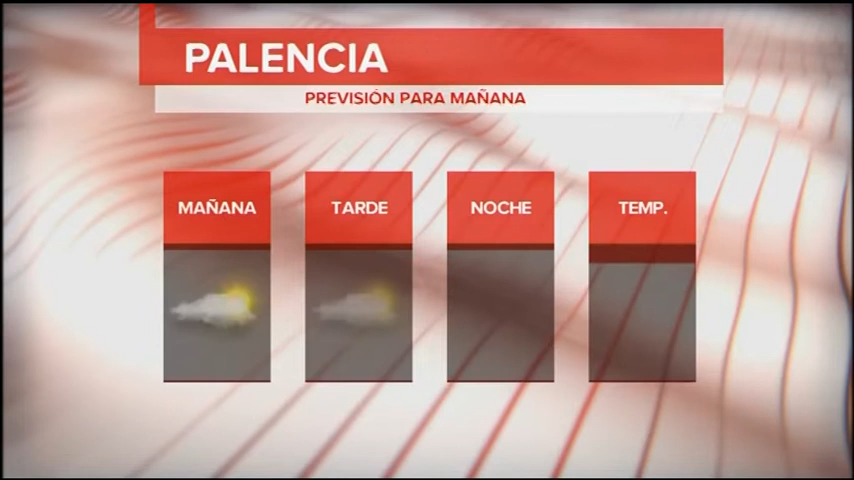 PALENCIA
PREVISIÓN PARA MAÑANA
MAÑANA
TARDE
NOCHE
TEMP.